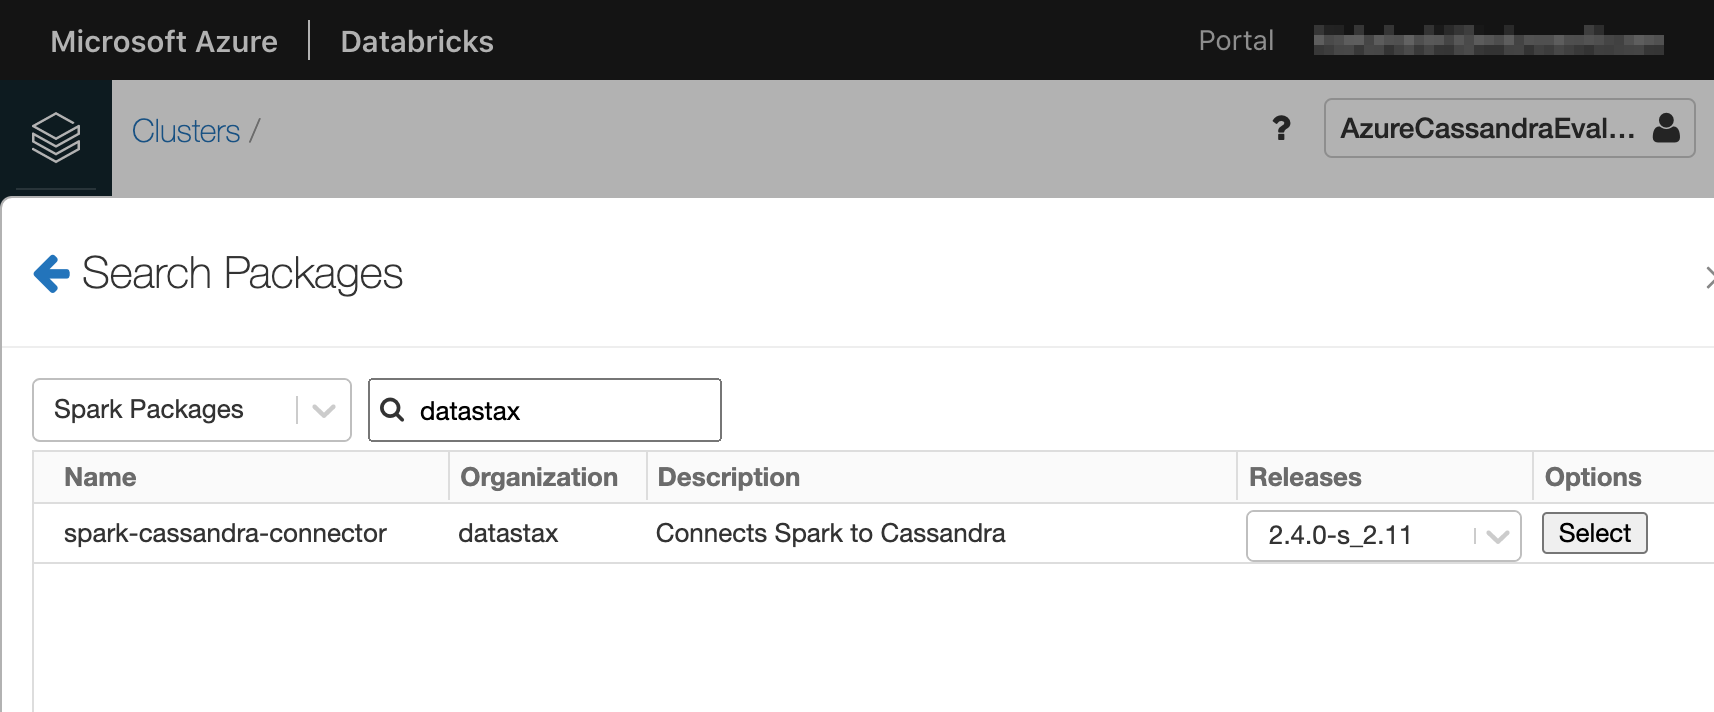 Microsoft Azure | Databricks
Portal
Clusters /
? AzureCassandraEval...
Search Packages
Spark Packages
datastax
Name Organization Description Releases Options
spark-cassandra-connector datastax Connects Spark to Cassandra 2.4.0-s_2.11 Select